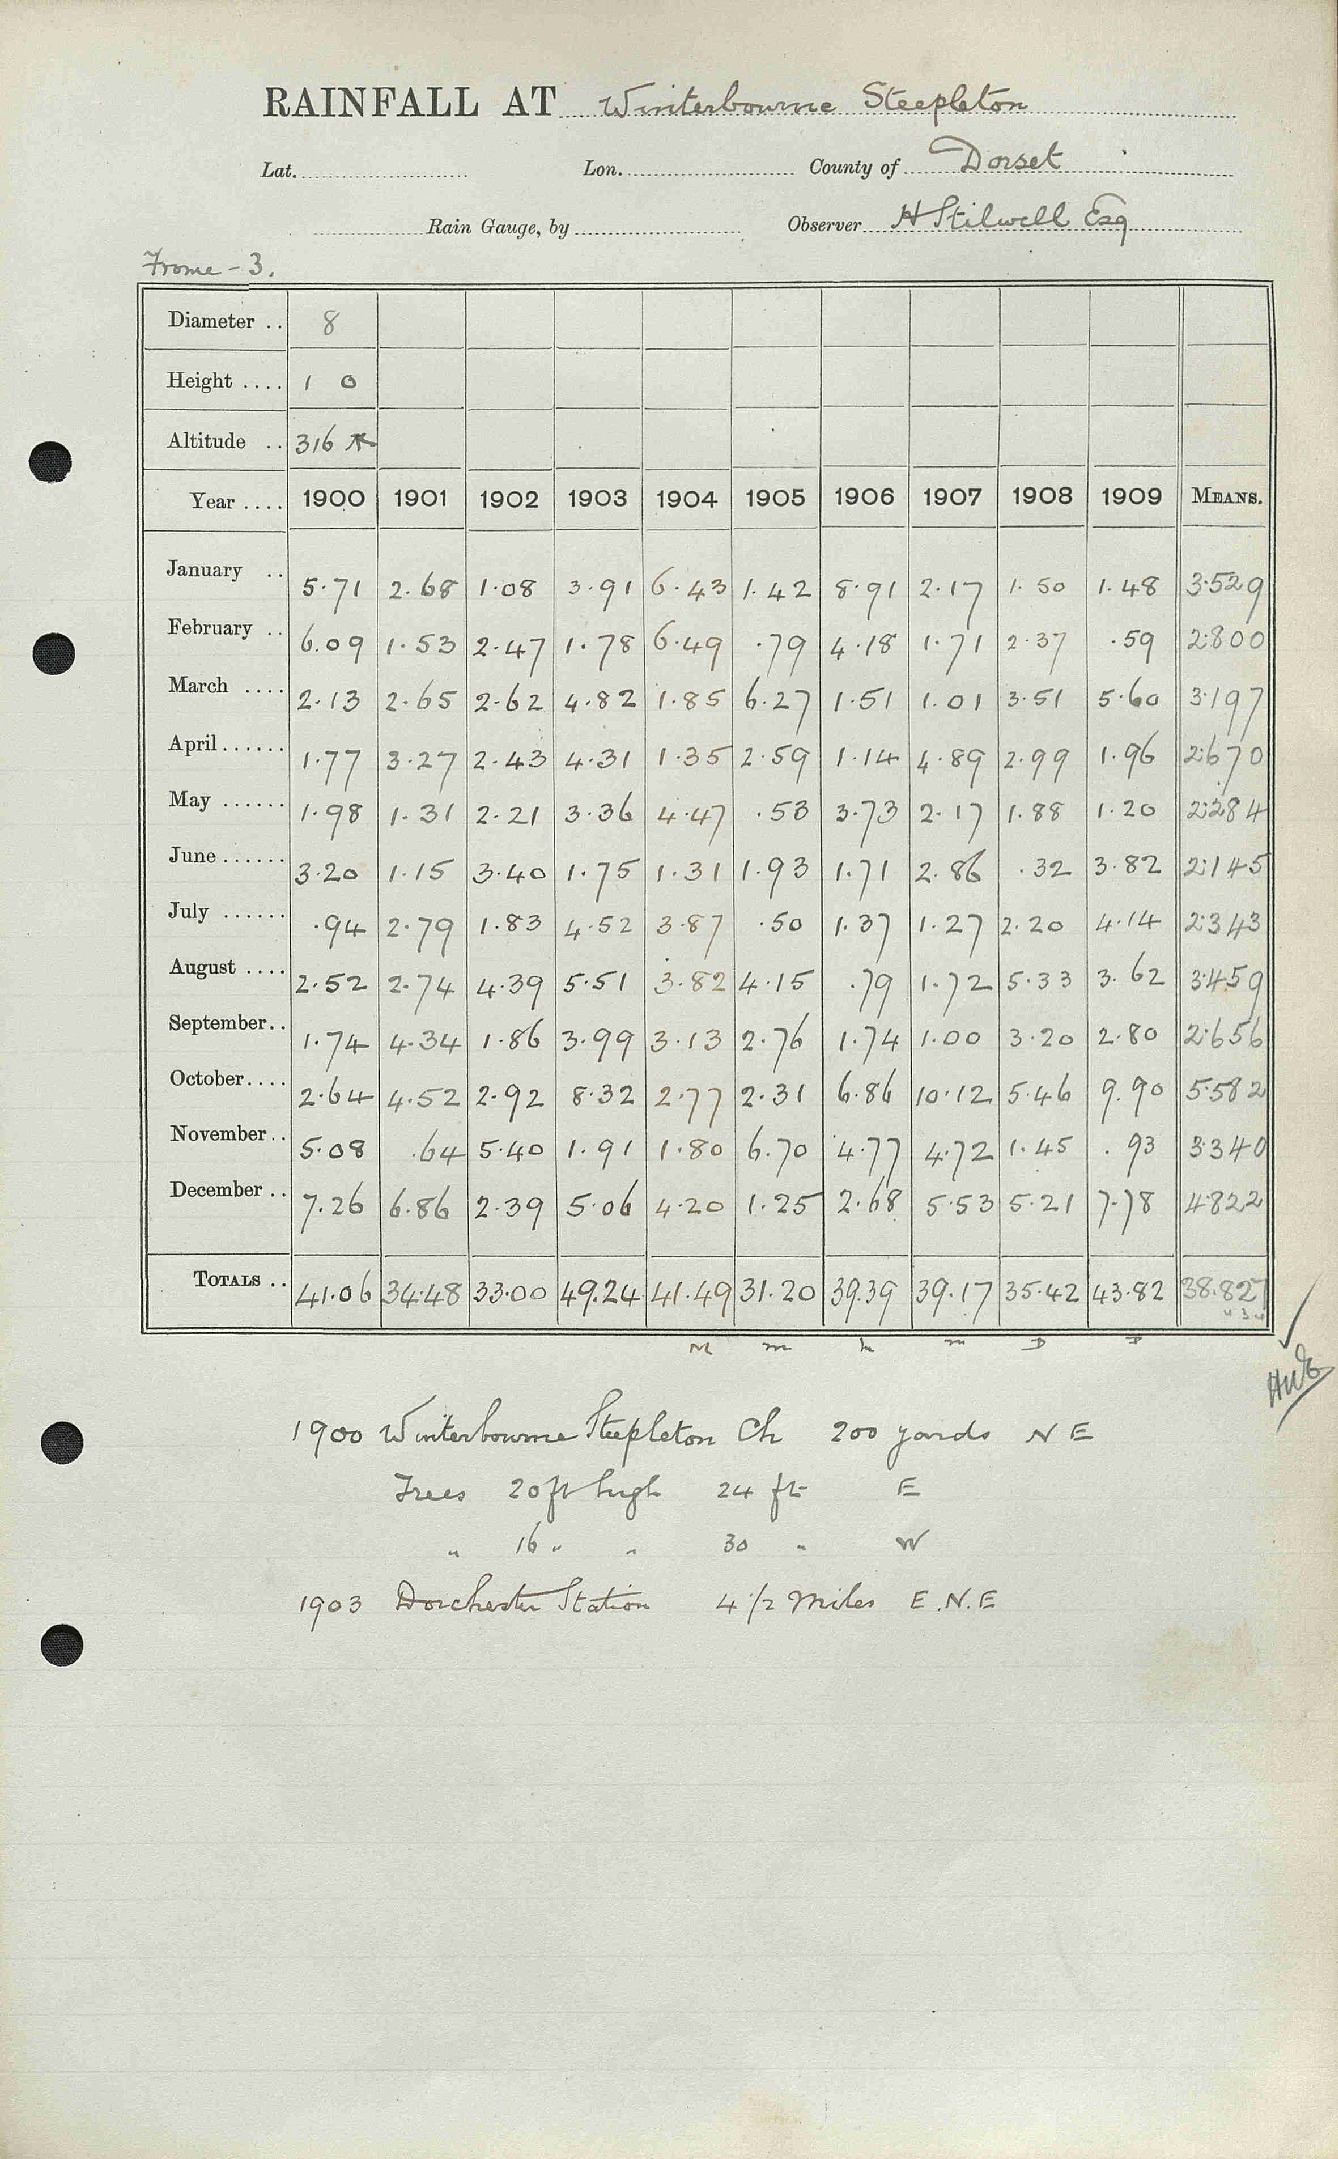 RAINFALL AT Winterbourne Steepleton
Lat. Lon. County of Dorset
Rain Gauge, by Observer H Stilwell Esq
Frome - 3.
Diameter .. 8
Height .... 1 0
Altitude .. 316
Year .... 1900 1901 1902 1903 1904 1905 1906 1907 1908 1909 MEANS.
January .. 5.71 2.68 1.08 3.91 6.43 1.42 8.91 2.17 1.50 1.48 3.529
February .. 6.09 1.53 2.47 1.78 6.49 .79 4.18 1.71 2.37 .59 2.800
March .... 2.13 2.65 2.62 4.82 1.85 6.27 1.51 1.01 3.51 5.60 3.197
April...... 1.77 3.27 2.43 4.31 1.35 2.59 1.14 4.89 2.99 1.96 2.670
May ...... 1.98 1.31 2.21 3.36 4.47 .53 3.73 2.17 1.88 1.20 2.284
June ...... 3.20 1.15 3.40 1.75 1.31 1.93 1.71 2.86 .32 3.82 2.145
July ...... .94 2.79 1.83 4.52 3.87 .50 1.37 1.27 2.20 4.14 2.343
August .... 2.52 2.74 4.39 5.51 3.82 4.15 .79 1.72 5.33 3.62 3.459
September.. 1.74 4.34 1.86 3.99 3.13 2.76 1.74 1.00 3.20 2.80 2.656
October.... 2.64 4.52 2.92 8.32 2.77 2.31 6.86 10.12 5.46 9.90 5.582
November.. 5.08 .64 5.40 1.91 1.80 6.70 4.77 4.72 1.45 .93 3.340
December .. 7.26 6.86 2.39 5.06 4.20 1.25 2.68 5.53 5.21 7.78 4.822
TOTALS .. 41.06 34.48 33.00 49.24 41.49 31.20 39.39 39.17 35.42 43.82 38.827
M m m D P
1900 Winterbourne Steepleton Ch 200 yards N E
Trees 20 ft high 24 ft E
" 16 " " 30 " W
1903 Dorchester Station 4 1/2 Miles E.N.E